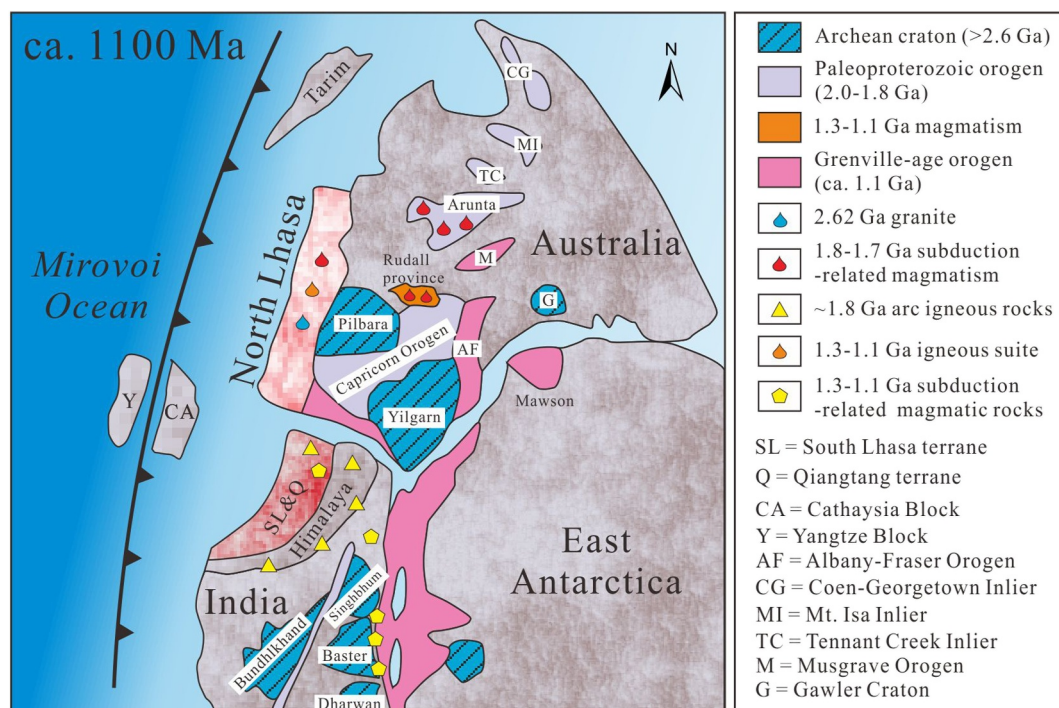 ca. 1100 Ma
Tarim
N
CG
MI
TC
Arunta
Australia
M
Rudall
province
G
North Lhasa
Mirovoi
Ocean
Pilbara
Capricorn Orogen
AF
Yilgarn
Mawson
Y
CA
SL&Q
Himalaya
East
Antarctica
India
Singhbhum
Bundhlkhand
Baster
Dharwan
Archean craton (>2.6 Ga)
Paleoproterozoic orogen
(2.0-1.8 Ga)
1.3-1.1 Ga magmatism
Grenville-age orogen
(ca. 1.1 Ga)
2.62 Ga granite
1.8-1.7 Ga subduction
-related magmatism
~1.8 Ga arc igneous rocks
1.3-1.1 Ga igneous suite
1.3-1.1 Ga subduction
-related magmatic rocks
SL = South Lhasa terrane
Q = Qiangtang terrane
CA = Cathaysia Block
Y = Yangtze Block
AF = Albany-Fraser Orogen
CG = Coen-Georgetown Inlier
MI = Mt. Isa Inlier
TC = Tennant Creek Inlier
M = Musgrave Orogen
G = Gawler Craton